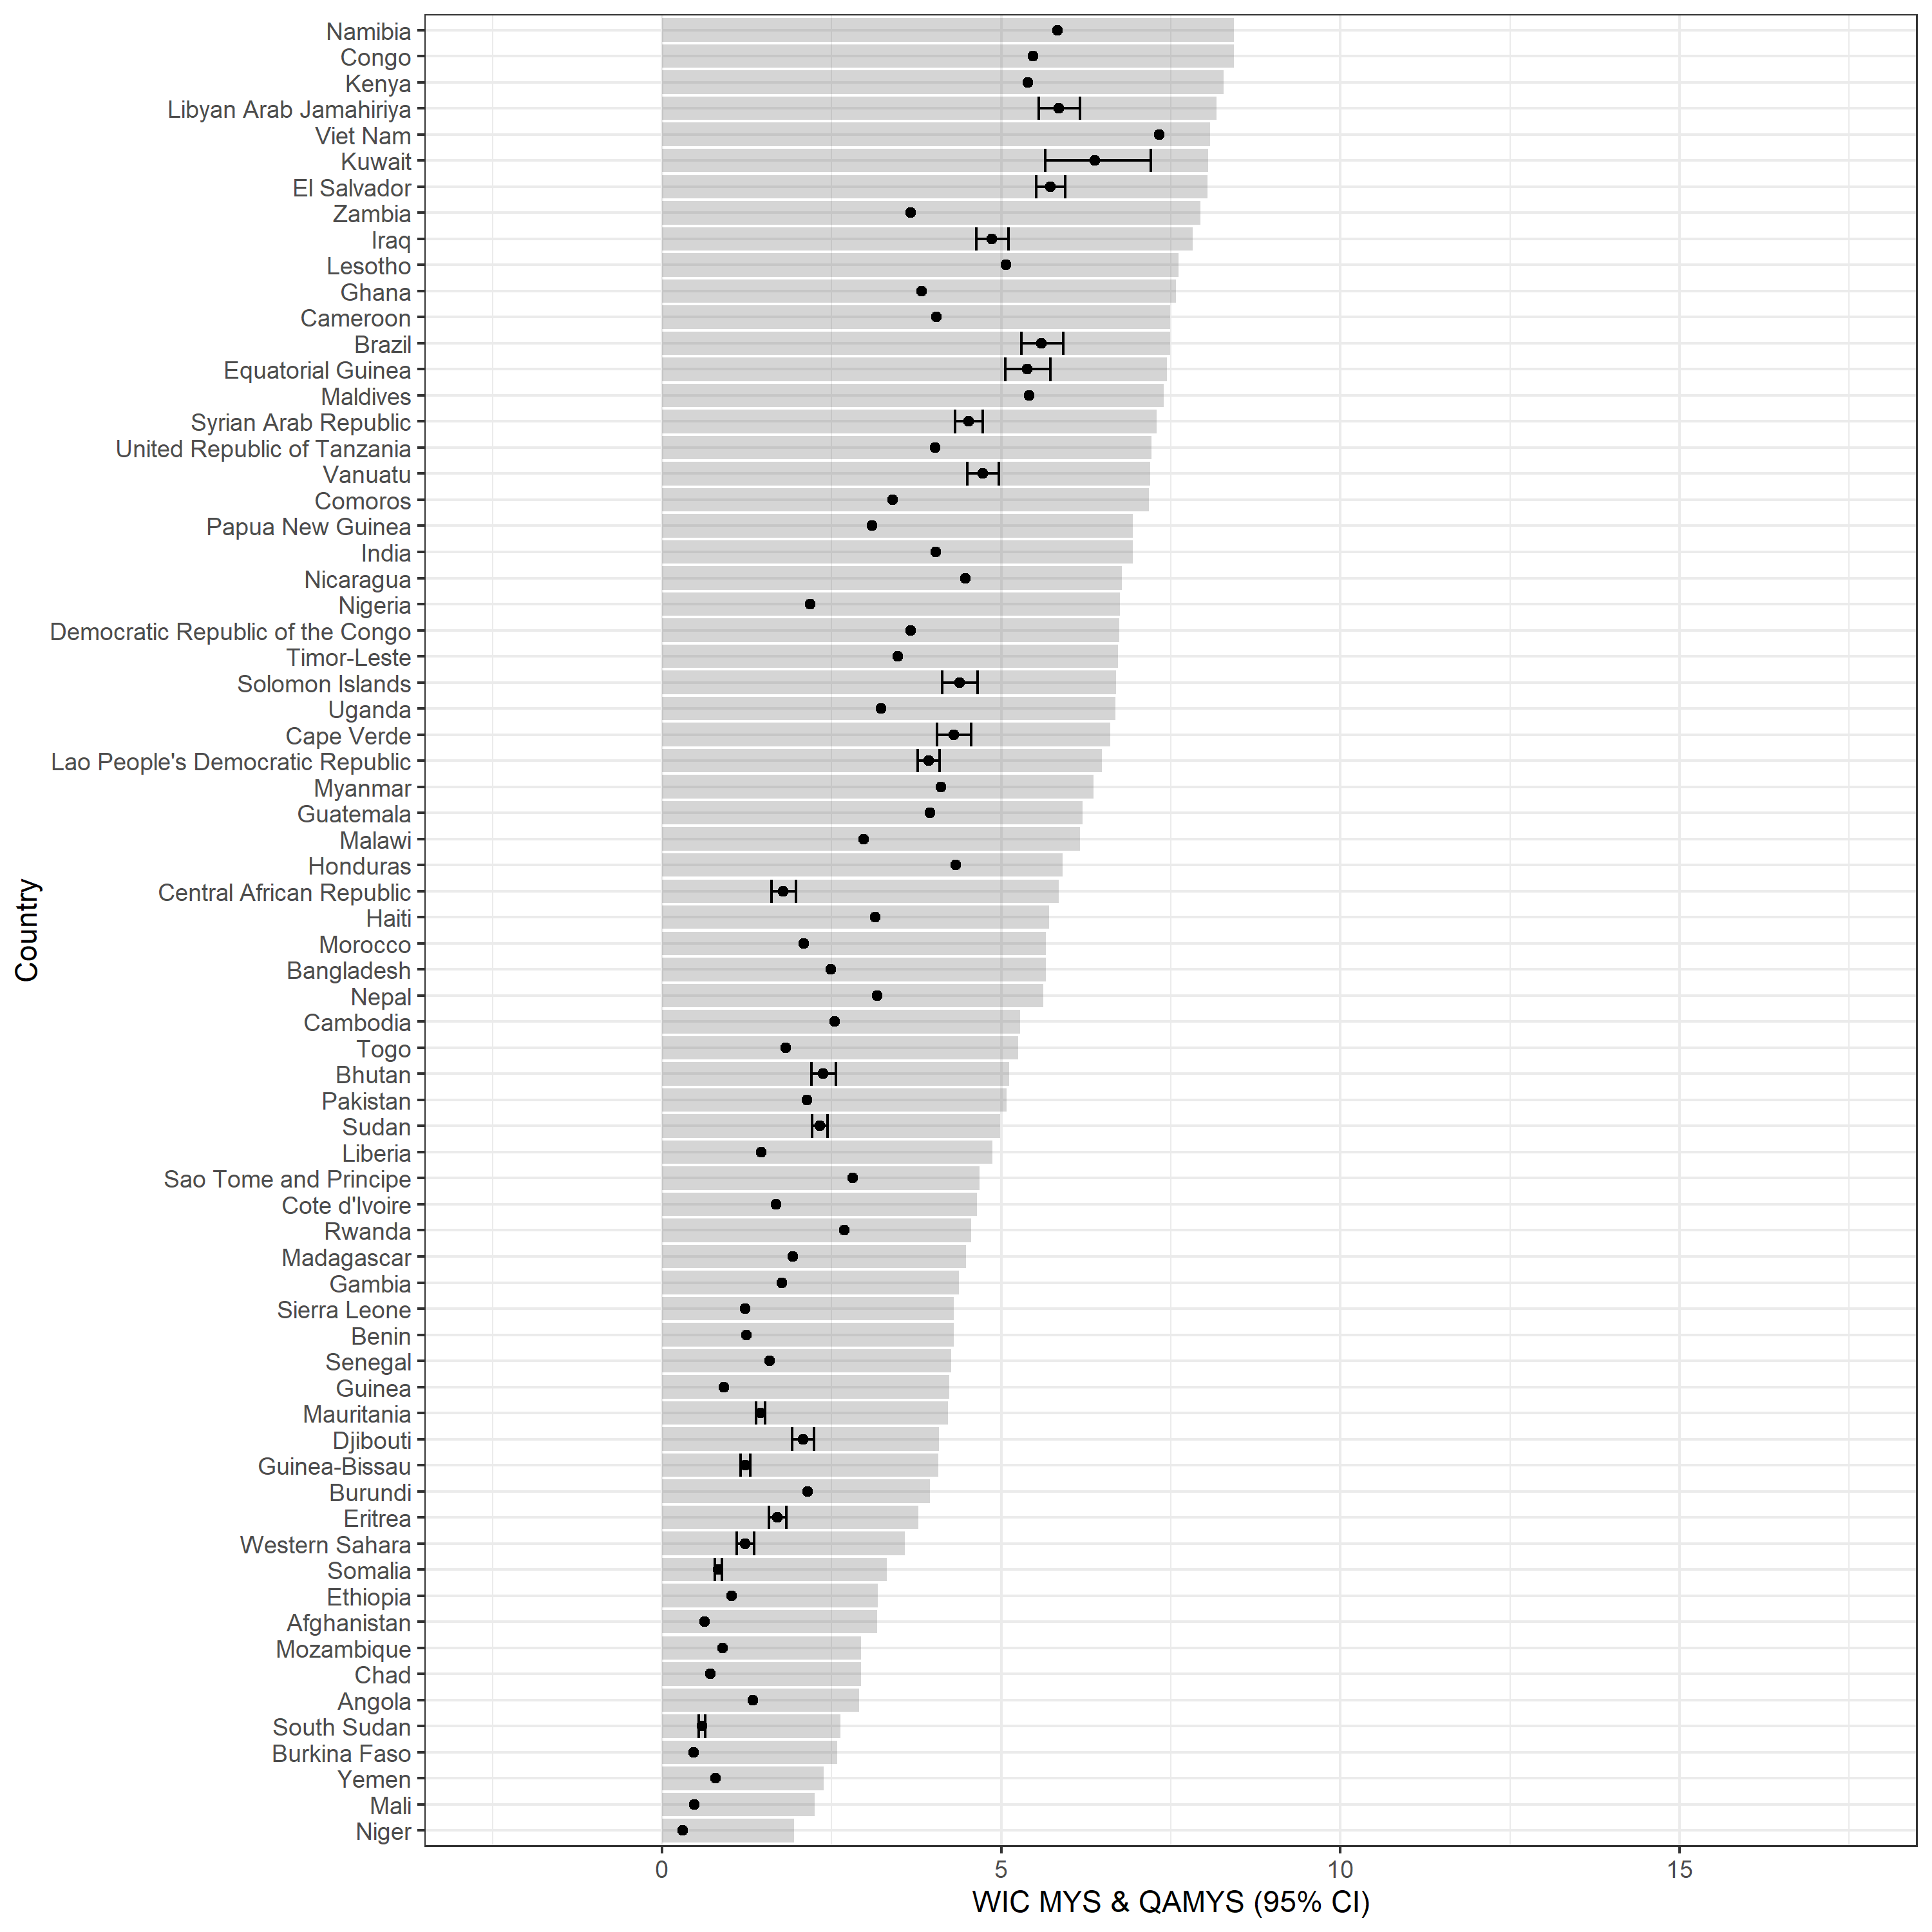 Namibia
Congo
Kenya
Libyan Arab Jamahiriya
Viet Nam
Kuwait
El Salvador
Zambia
Iraq
Lesotho
Ghana
Cameroon
Brazil
Equatorial Guinea
Maldives
Syrian Arab Republic
United Republic of Tanzania
Vanuatu
Comoros
Papua New Guinea
India
Nicaragua
Nigeria
Democratic Republic of the Congo
Timor-Leste
Solomon Islands
Uganda
Cape Verde
Lao People's Democratic Republic
Myanmar
Guatemala
Malawi
Honduras
Central African Republic
Haiti
Morocco
Bangladesh
Nepal
Cambodia
Togo
Bhutan
Pakistan
Sudan
Liberia
Sao Tome and Principe
Cote d'Ivoire
Rwanda
Madagascar
Gambia
Sierra Leone
Benin
Senegal
Guinea
Mauritania
Djibouti
Guinea-Bissau
Burundi
Eritrea
Western Sahara
Somalia
Ethiopia
Afghanistan
Mozambique
Chad
Angola
South Sudan
Burkina Faso
Yemen
Mali
Niger
Country
0 5 10 15
WIC MYS & QAMYS (95% CI)